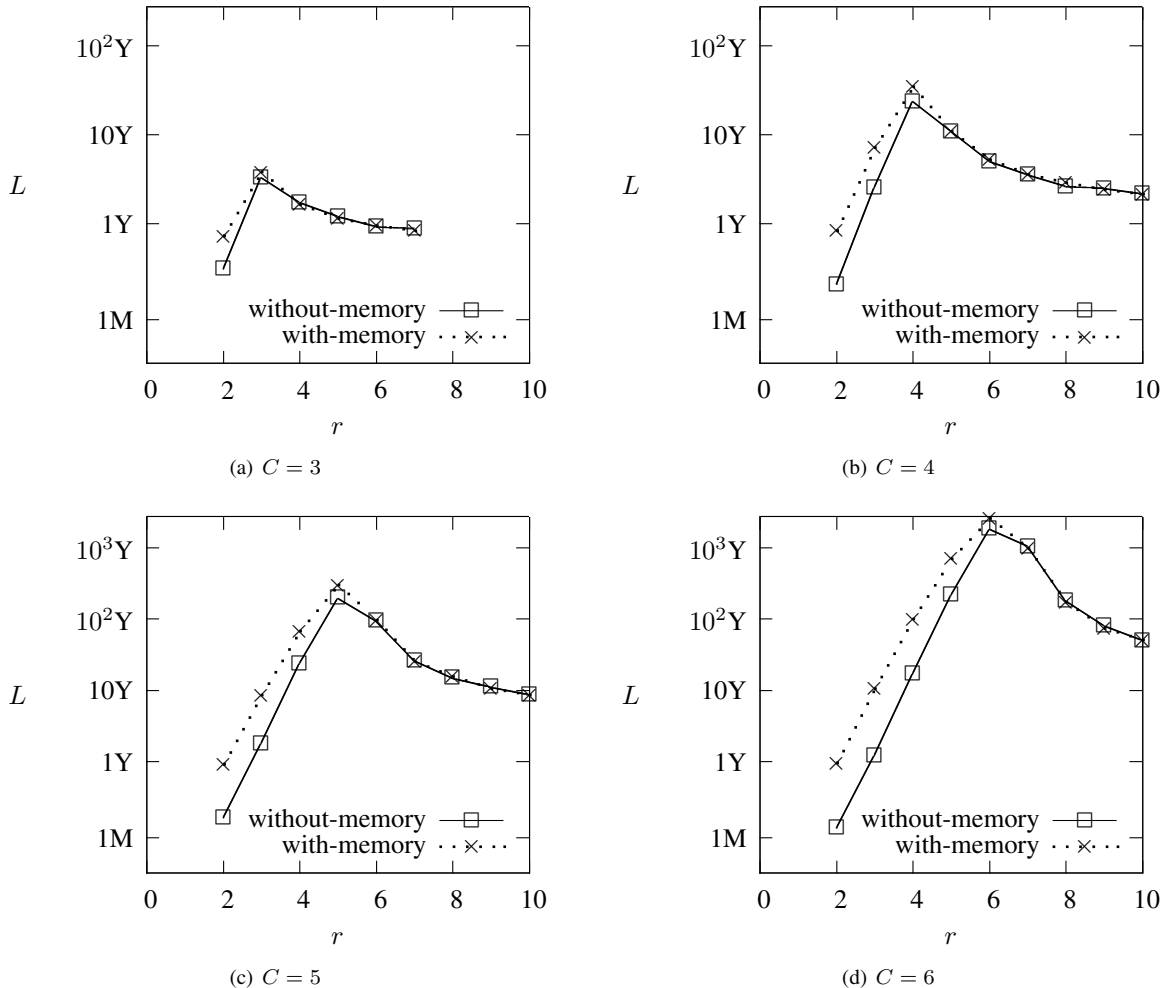 10²Y
10Y
L
1Y
without-memory
1M
with-memory
0 2 4 6 8 10
r
(a) C = 3
10²Y
10Y
L
1Y
without-memory
1M
with-memory
0 2 4 6 8 10
r
(b) C = 4
10³Y
10²Y
L
10Y
1Y
without-memory
1M
with-memory
0 2 4 6 8 10
r
(c) C = 5
10³Y
10²Y
L
10Y
1Y
without-memory
1M
with-memory
0 2 4 6 8 10
r
(d) C = 6